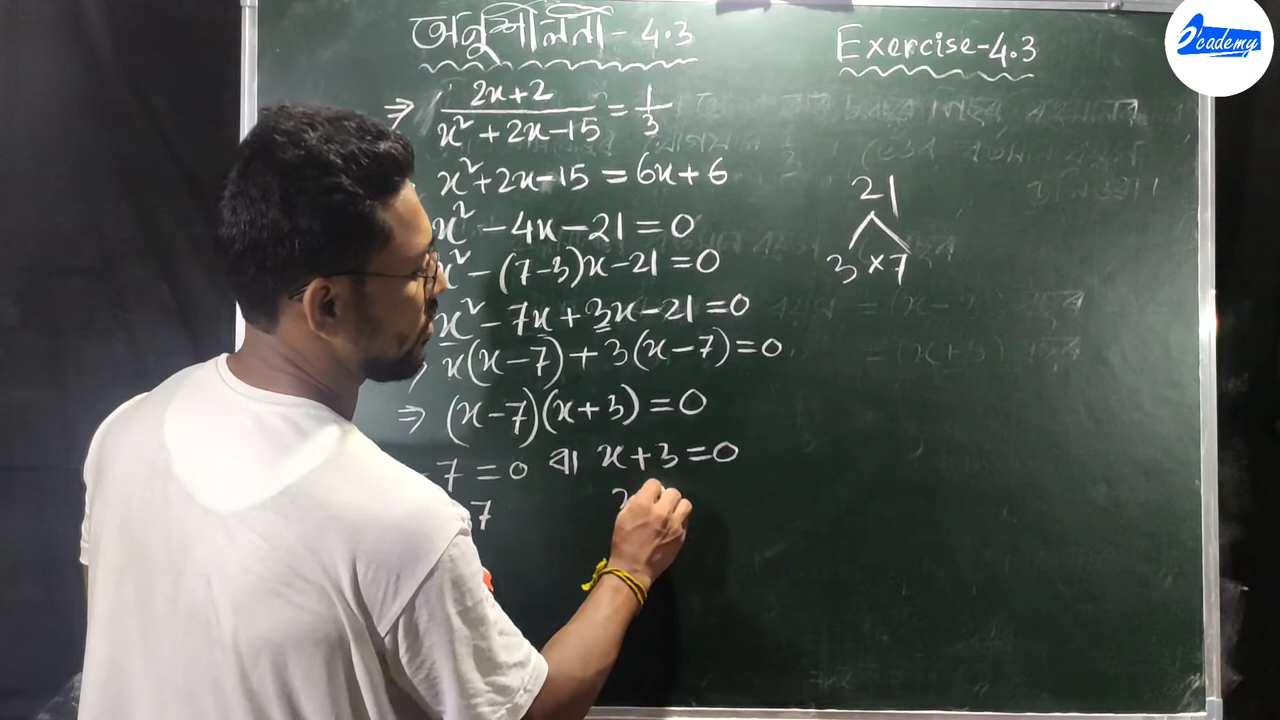 অনুশীলনী - 4.3
Exercise-4.3
ecademy
⇒ (2x+2)/(x²+2x-15) = 1/3
x²+2x-15 = 6x+6
x² - 4x - 21 = 0
x² - (7-3)x - 21 = 0
x² - 7x + 3x - 21 = 0
x(x-7) + 3(x-7) = 0
⇒ (x-7)(x+3) = 0
- 7 = 0 বা x+3 = 0
7
21
3 × 7